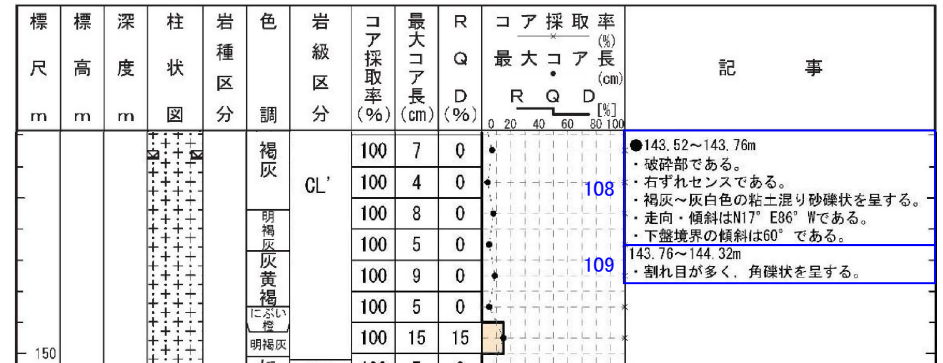 標尺m
標高m
深度m
柱状図
岩種区分
色調
岩級区分
コア採取率(%)
最大コア長(cm)
RQD(%)
コア採取率(%)
最大コア長(cm)
RQD[%]
0 20 40 60 80 100
記事
褐灰
明褐灰
灰黄褐
にぶい橙
明褐灰
CL'
100 7 0
100 4 0
100 8 0
100 5 0
100 9 0
100 5 0
100 15 15
150
108
●143.52~143.76m
・破砕部である。
・右ずれセンスである。
・褐灰~灰白色の粘土混り砂礫状を呈する。
・走向・傾斜はN17°E86°Wである。
・下盤境界の傾斜は60°である。
109
143.76~144.32m
・割れ目が多く、角礫状を呈する。